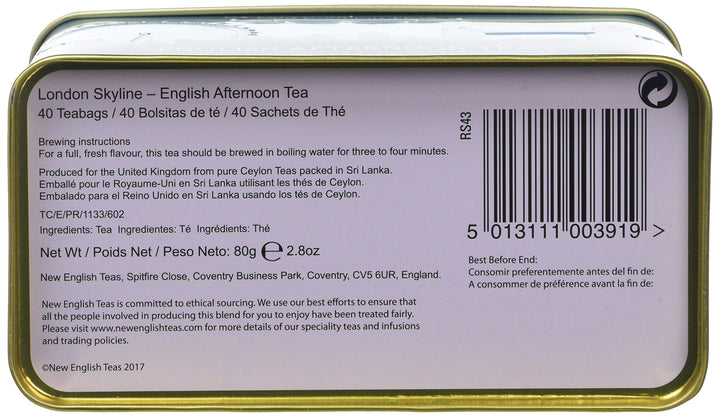 ENGLISH AFTERNOON TEA
London Skyline – English Afternoon Tea
40 Teabags / 40 Bolsitas de té / 40 Sachets de Thé
Brewing instructions
For a full, fresh flavour, this tea should be brewed in boiling water for three to four minutes.
Produced for the United Kingdom from pure Ceylon Teas packed in Sri Lanka.
Emballé pour le Royaume-Uni en Sri Lanka utilisant les thés de Ceylon.
Embalado para el Reino Unido en Sri Lanka usando los tés de Ceylon.
TC/E/PR/1133/602
Ingredients: Tea   Ingredientes: Té   Ingrédients: Thé
Net Wt / Poids Net / Peso Neto: 80g ℮ 2.8oz
New English Teas, Spitfire Close, Coventry Business Park, Coventry, CV5 6UR, England.
New English Teas is committed to ethical sourcing. We use our best efforts to ensure that
all the people involved in producing this blend for you to enjoy have been treated fairly.
Please visit www.newenglishteas.com for more details of our speciality teas and infusions
and trading policies.
©New English Teas 2017
RS43
5 013111 003919 >
Best Before End:
Consomir preferentemente antes del fin de:
A consommer de préférence avant la fin de: